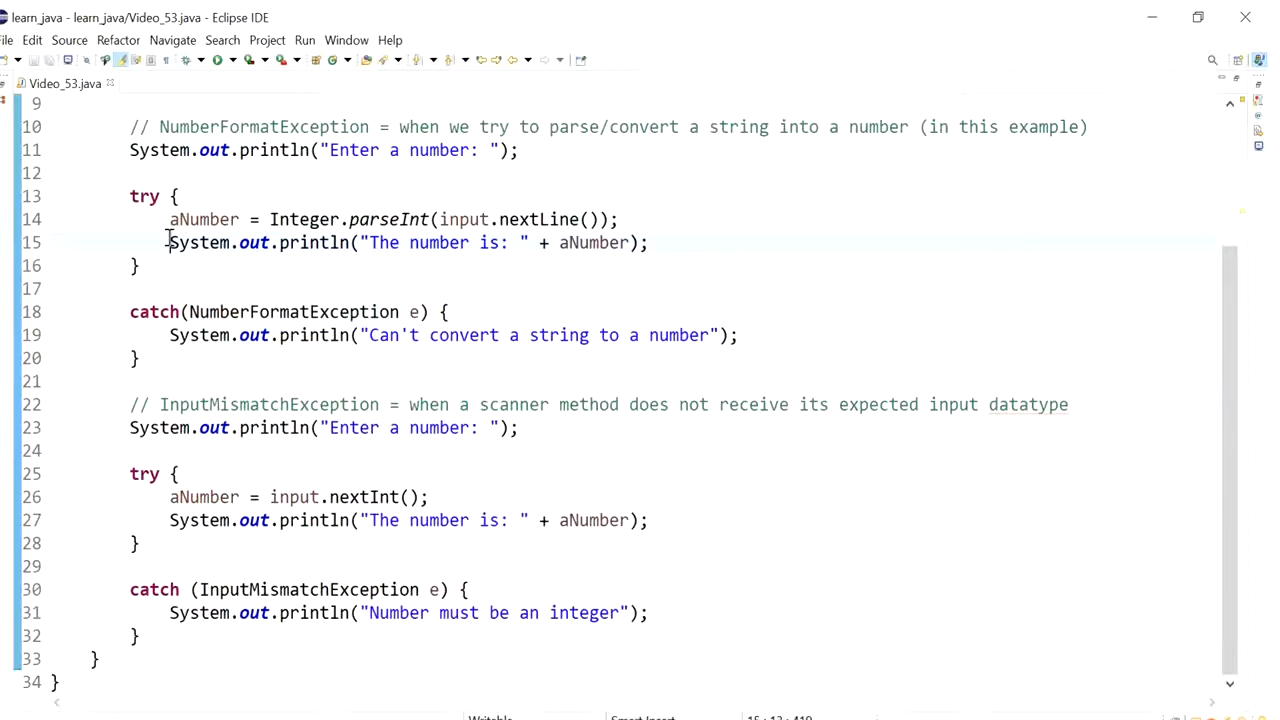 learn_java - learn_java/Video_53.java - Eclipse IDE
File Edit Source Refactor Navigate Search Project Run Window Help
Video_53.java
9
10 // NumberFormatException = when we try to parse/convert a string into a number (in this example)
11 System.out.println("Enter a number: ");
12
13 try {
14 aNumber = Integer.parseInt(input.nextLine());
15 System.out.println("The number is: " + aNumber);
16 }
17
18 catch(NumberFormatException e) {
19 System.out.println("Can't convert a string to a number");
20 }
21
22 // InputMismatchException = when a scanner method does not receive its expected input datatype
23 System.out.println("Enter a number: ");
24
25 try {
26 aNumber = input.nextInt();
27 System.out.println("The number is: " + aNumber);
28 }
29
30 catch (InputMismatchException e) {
31 System.out.println("Number must be an integer");
32 }
33 }
34 }
Writable Smart Insert 15 : 13 : 419